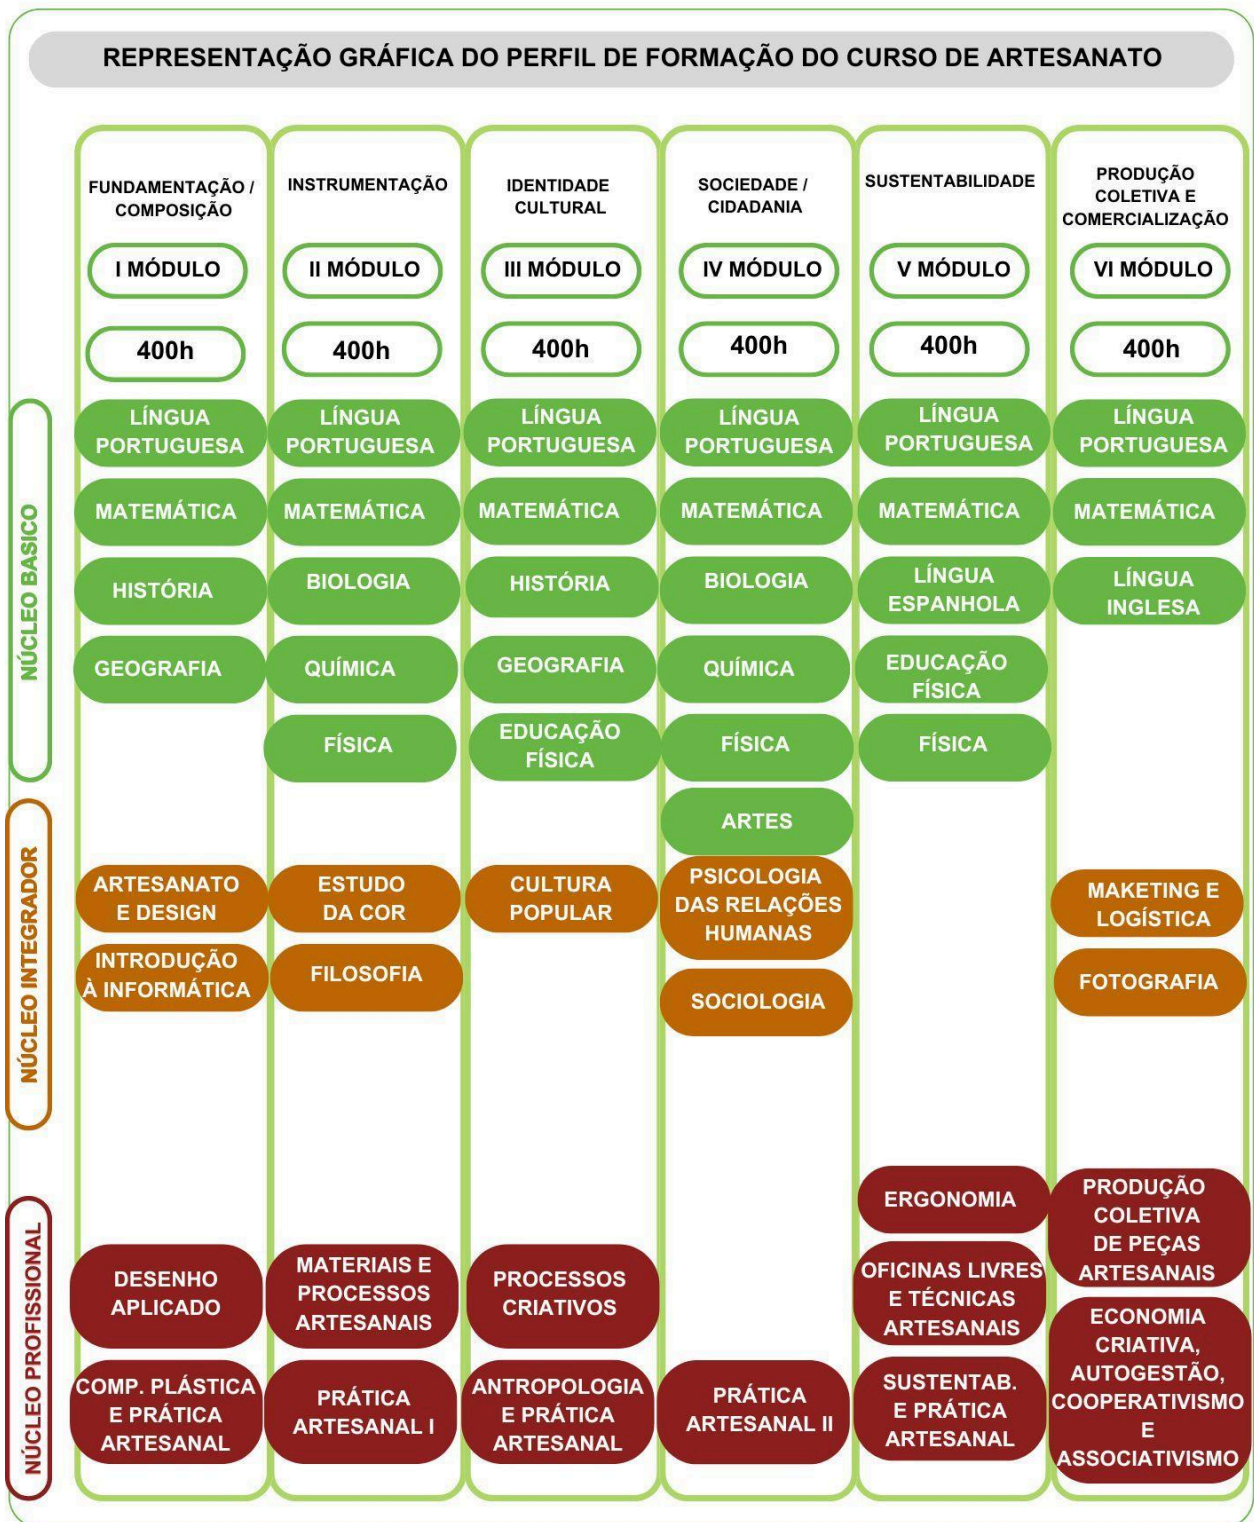 REPRESENTAÇÃO GRÁFICA DO PERFIL DE FORMAÇÃO DO CURSO DE ARTESANATO
FUNDAMENTAÇÃO /
COMPOSIÇÃO
I MÓDULO
400h
INSTRUMENTAÇÃO
II MÓDULO
400h
IDENTIDADE
CULTURAL
III MÓDULO
400h
SOCIEDADE /
CIDADANIA
IV MÓDULO
400h
SUSTENTABILIDADE
V MÓDULO
400h
PRODUÇÃO
COLETIVA E
COMERCIALIZAÇÃO
VI MÓDULO
400h
NÚCLEO BASICO
LÍNGUA
PORTUGUESA
MATEMÁTICA
HISTÓRIA
GEOGRAFIA
LÍNGUA
PORTUGUESA
MATEMÁTICA
BIOLOGIA
QUÍMICA
FÍSICA
LÍNGUA
PORTUGUESA
MATEMÁTICA
HISTÓRIA
GEOGRAFIA
EDUCAÇÃO
FÍSICA
LÍNGUA
PORTUGUESA
MATEMÁTICA
BIOLOGIA
QUÍMICA
FÍSICA
ARTES
LÍNGUA
PORTUGUESA
MATEMÁTICA
LÍNGUA
ESPANHOLA
EDUCAÇÃO
FÍSICA
FÍSICA
LÍNGUA
PORTUGUESA
MATEMÁTICA
LÍNGUA
INGLESA
NÚCLEO INTEGRADOR
ARTESANATO
E DESIGN
INTRODUÇÃO
À INFORMÁTICA
ESTUDO
DA COR
FILOSOFIA
CULTURA
POPULAR
PSICOLOGIA
DAS RELAÇÕES
HUMANAS
SOCIOLOGIA
MAKETING E
LOGÍSTICA
FOTOGRAFIA
NÚCLEO PROFISSIONAL
DESENHO
APLICADO
COMP. PLÁSTICA
E PRÁTICA
ARTESANAL
MATERIAIS E
PROCESSOS
ARTESANAIS
PRÁTICA
ARTESANAL I
PROCESSOS
CRIATIVOS
ANTROPOLOGIA
E PRÁTICA
ARTESANAL
PRÁTICA
ARTESANAL II
ERGONOMIA
OFICINAS LIVRES
E TÉCNICAS
ARTESANAIS
SUSTENTAB.
E PRÁTICA
ARTESANAL
PRODUÇÃO
COLETIVA
DE PEÇAS
ARTESANAIS
ECONOMIA
CRIATIVA,
AUTOGESTÃO,
COOPERATIVISMO
E
ASSOCIATIVISMO